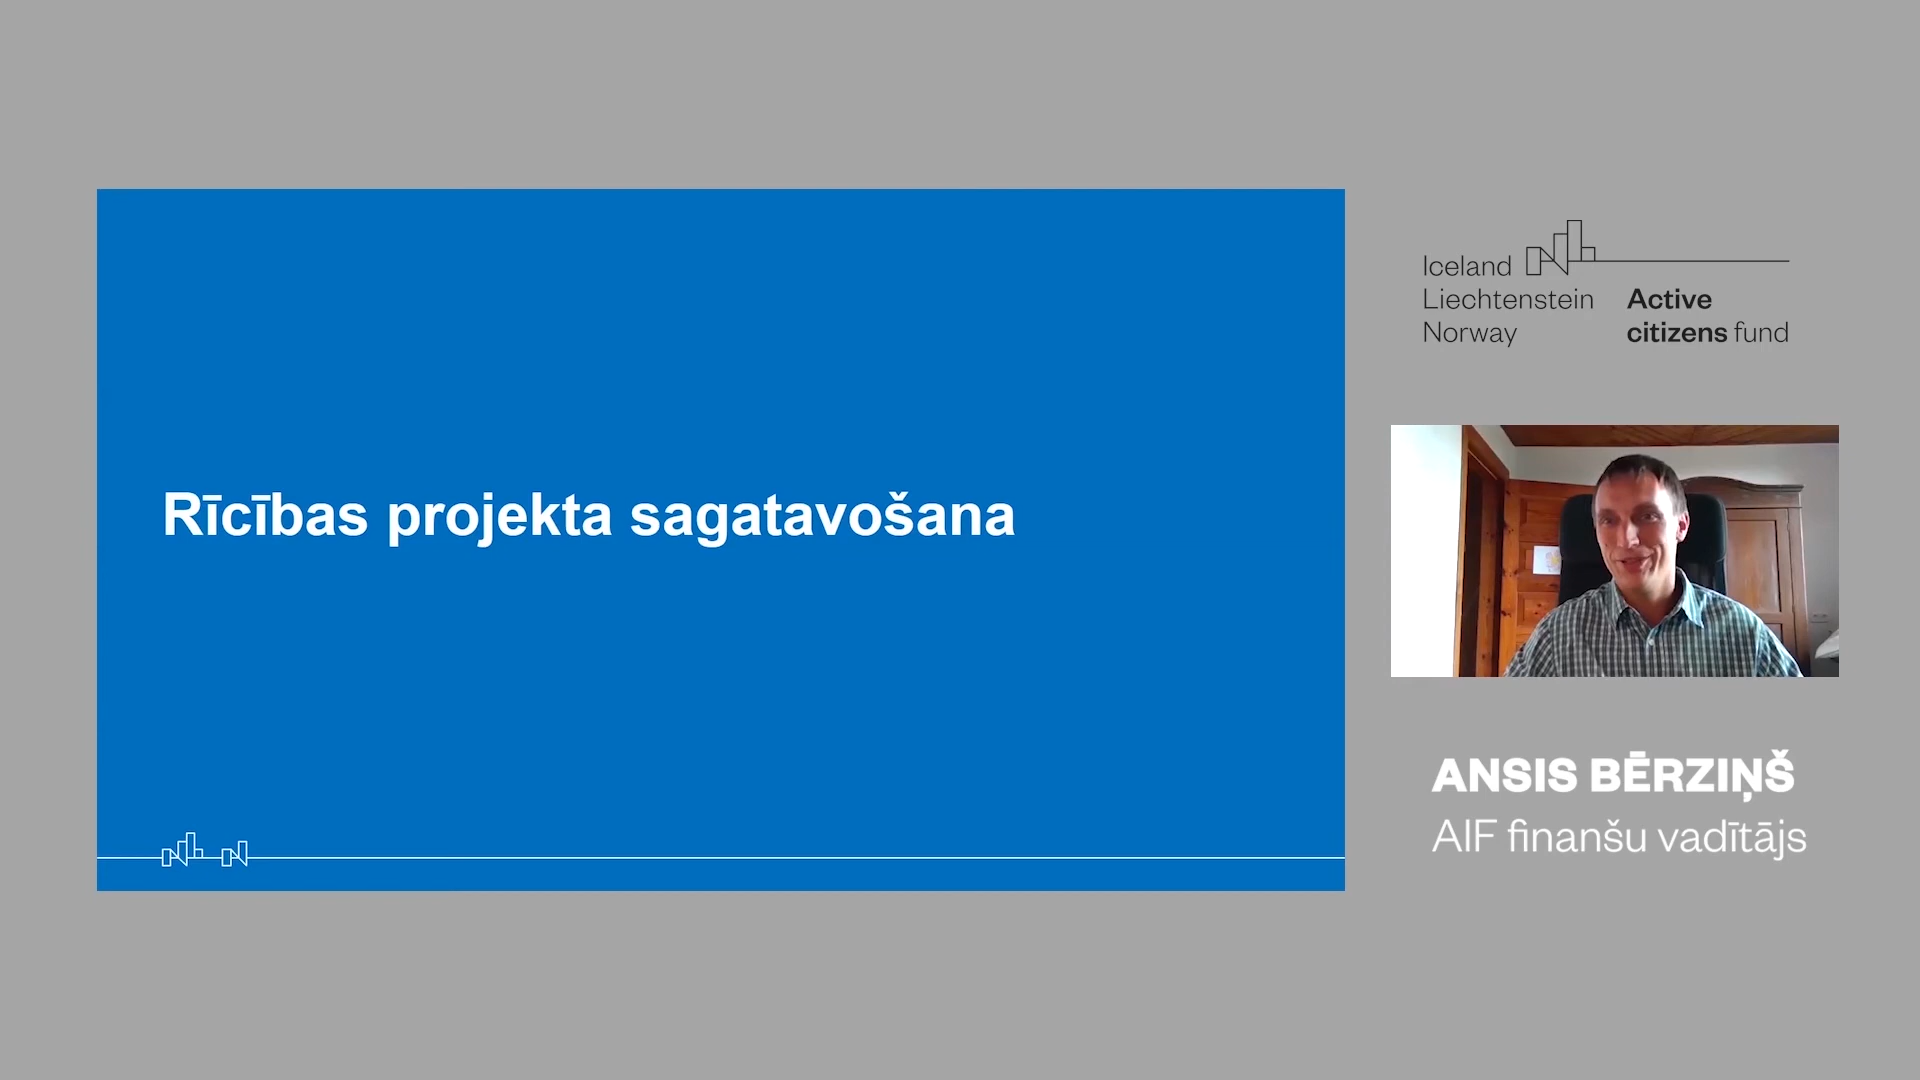 Rīcības projekta sagatavošana
Iceland
Liechtenstein
Norway
Active
citizens fund
ANSIS BĒRZIŅŠ
AIF finanšu vadītājs